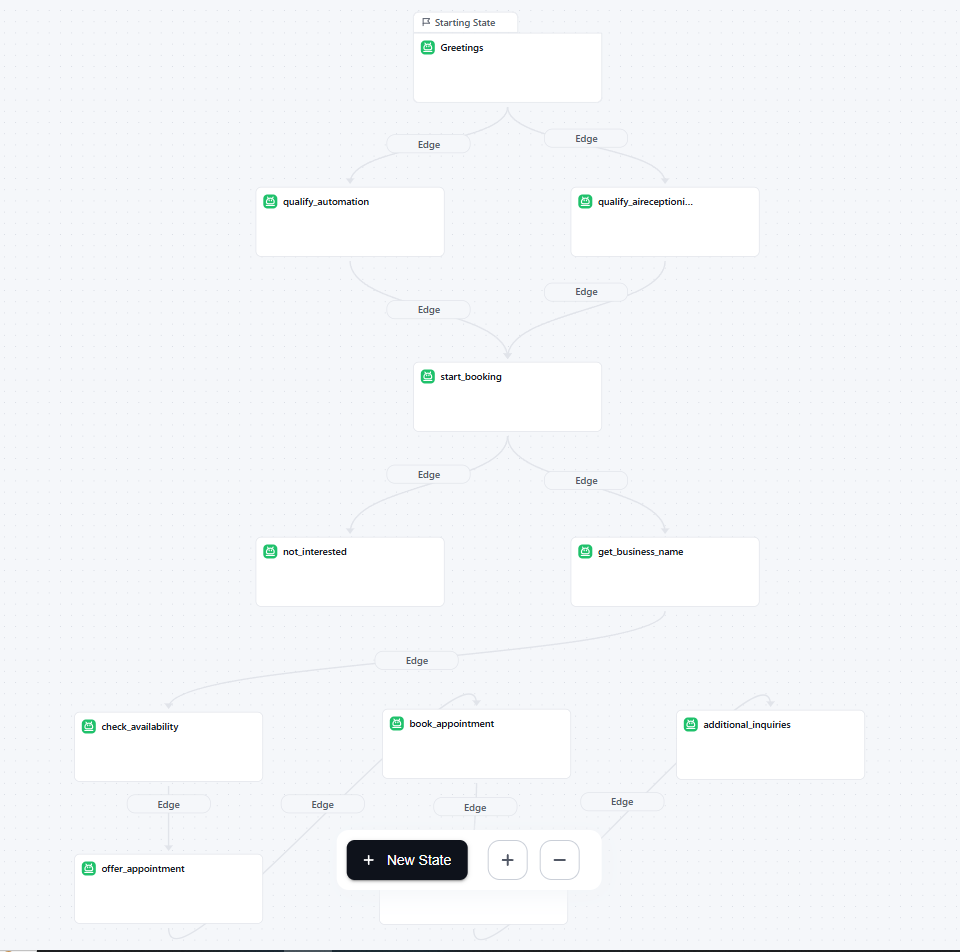 Starting State
Greetings
Edge
Edge
qualify_automation
qualify_aireceptioni...
Edge
Edge
start_booking
Edge
Edge
not_interested
get_business_name
Edge
check_availability
book_appointment
additional_inquiries
Edge
Edge
Edge
Edge
+ New State
+
−
offer_appointment